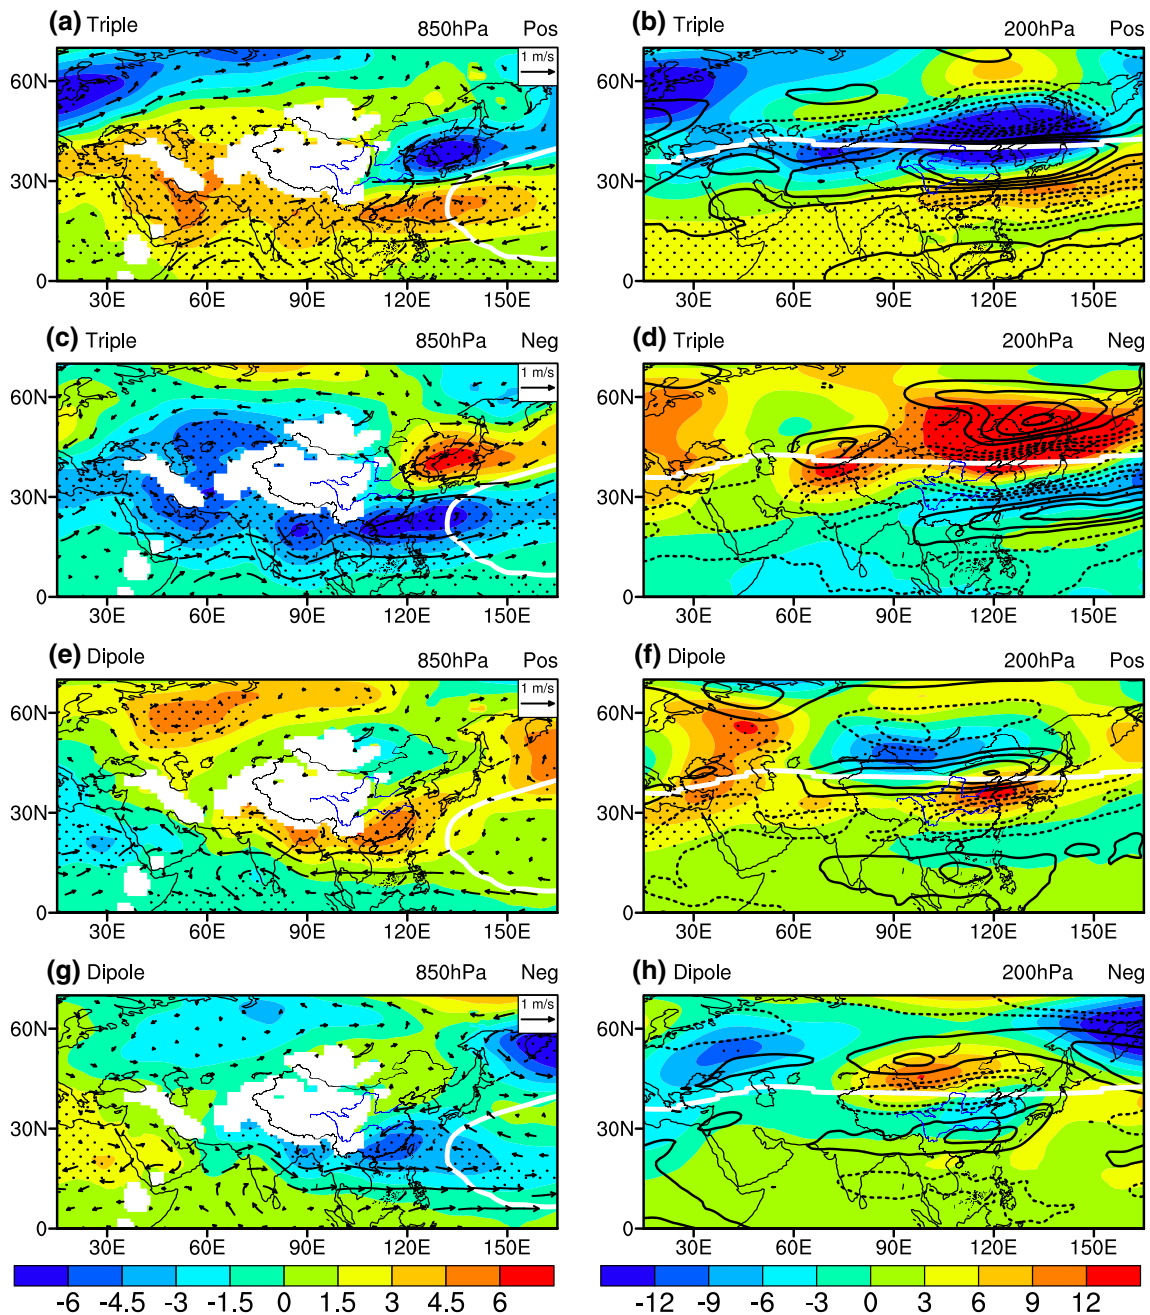 (a) Triple 850hPa Pos
1 m/s
60N
30N
0
30E 60E 90E 120E 150E
(b) Triple 200hPa Pos
60N
30N
0
30E 60E 90E 120E 150E
(c) Triple 850hPa Neg
1 m/s
60N
30N
0
30E 60E 90E 120E 150E
(d) Triple 200hPa Neg
60N
30N
0
30E 60E 90E 120E 150E
(e) Dipole 850hPa Pos
1 m/s
60N
30N
0
30E 60E 90E 120E 150E
(f) Dipole 200hPa Pos
60N
30N
0
30E 60E 90E 120E 150E
(g) Dipole 850hPa Neg
1 m/s
60N
30N
0
30E 60E 90E 120E 150E
(h) Dipole 200hPa Neg
60N
30N
0
30E 60E 90E 120E 150E
-6 -4.5 -3 -1.5 0 1.5 3 4.5 6
-12 -9 -6 -3 0 3 6 9 12